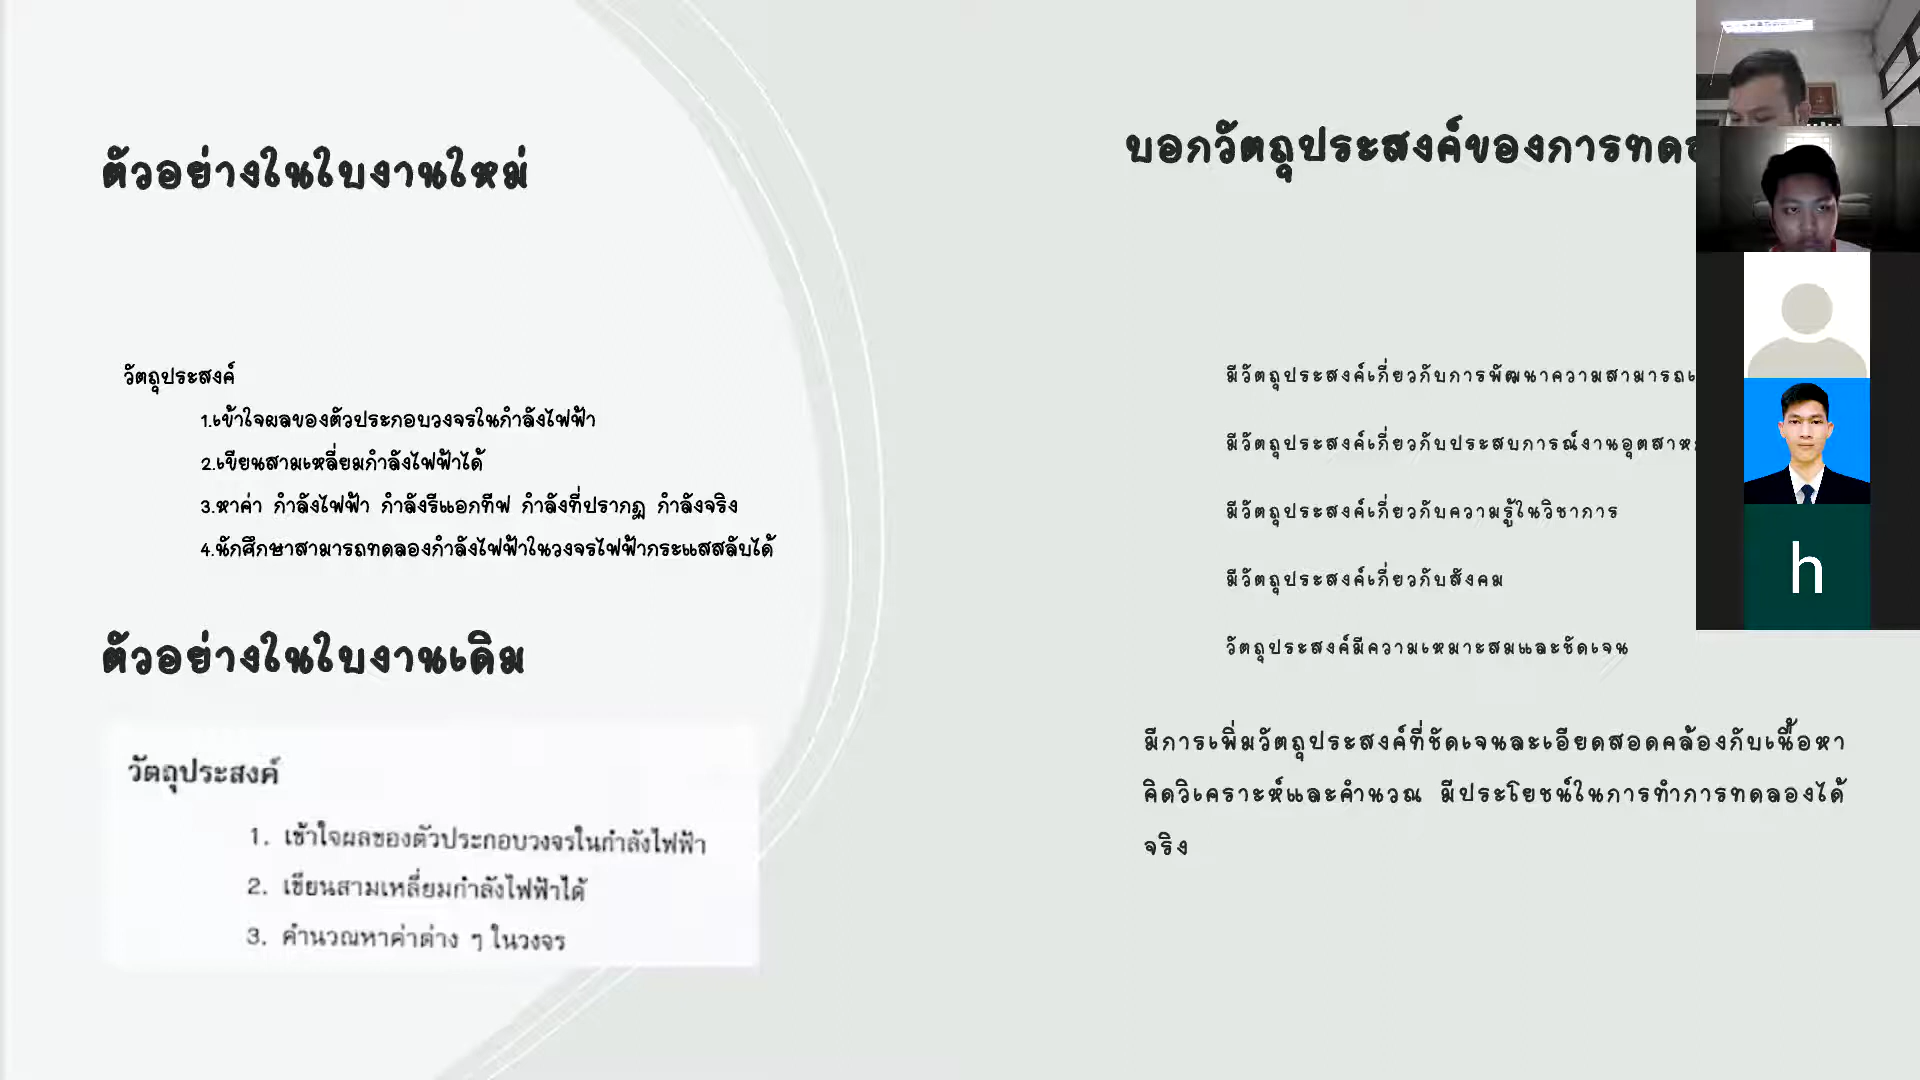 ตัวอย่างในใบงานใหม่
วัตถุประสงค์
1.เข้าใจผลของตัวประกอบวงจรในกำลังไฟฟ้า
2.เขียนสามเหลี่ยมกำลังไฟฟ้าได้
3.หาค่า กำลังไฟฟ้า กำลังรีแอกทีฟ กำลังที่ปรากฏ กำลังจริง
4.นักศึกษาสามารถทดลองกำลังไฟฟ้าในวงจรไฟฟ้ากระแสสลับได้
ตัวอย่างในใบงานเดิม
วัตถุประสงค์
1. เข้าใจผลของตัวประกอบวงจรในกำลังไฟฟ้า
2. เขียนสามเหลี่ยมกำลังไฟฟ้าได้
3. คำนวณหาค่าต่าง ๆ ในวงจร
บอกวัตถุประสงค์ของการทด
มีวัตถุประสงค์เกี่ยวกับการพัฒนาความสามารถ
มีวัตถุประสงค์เกี่ยวกับประสบการณ์งานอุตสาห
มีวัตถุประสงค์เกี่ยวกับความรู้ในวิชาการ
มีวัตถุประสงค์เกี่ยวกับสังคม
วัตถุประสงค์มีความเหมาะสมและชัดเจน
มีการเพิ่มวัตถุประสงค์ที่ชัดเจนละเอียดสอดคล้องกับเนื้อหา
คิดวิเคราะห์และคำนวณ มีประโยชน์ในการทำการทดลองได้
จริง
h